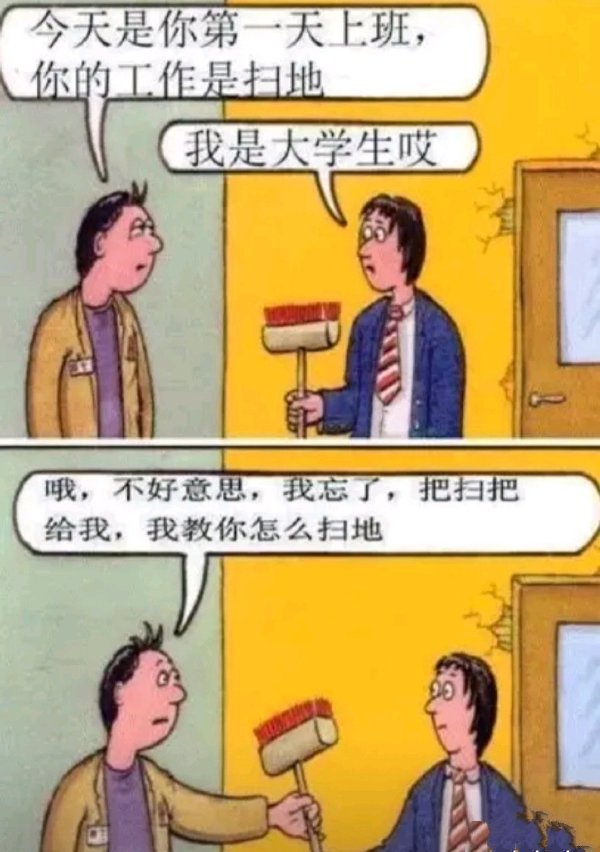 今天是你第一天上班，
你的工作是扫地
我是大学生哎
哦，不好意思，我忘了，把扫把
给我，我教你怎么扫地